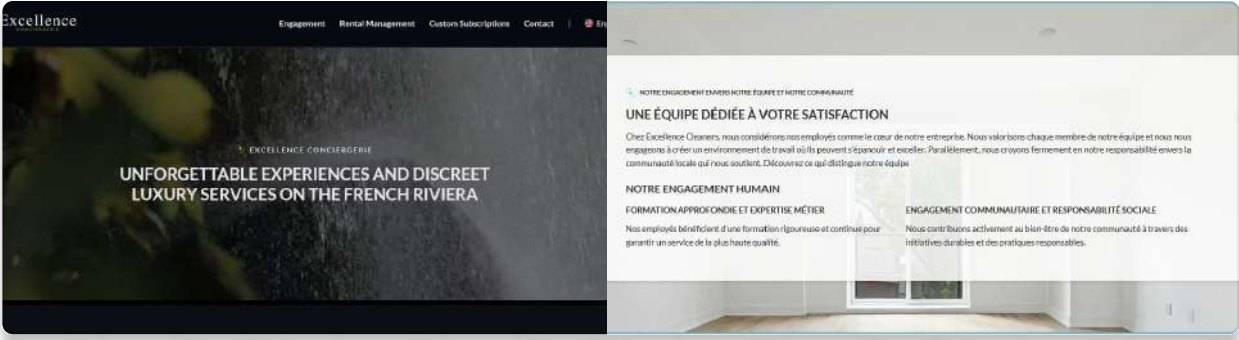 Excellence
CONCIERGERIE
Engagement Rental Management Custom Subscriptions Contact | En
EXCELLENCE CONCIERGERIE
UNFORGETTABLE EXPERIENCES AND DISCREET
LUXURY SERVICES ON THE FRENCH RIVIERA
NOTRE ENGAGEMENT ENVERS NOTRE ÉQUIPE ET NOTRE COMMUNAUTÉ
UNE ÉQUIPE DÉDIÉE À VOTRE SATISFACTION
Chez Excellence Cleaners, nous considérons nos employés comme le cœur de notre entreprise. Nous valorisons chaque membre de notre équipe et nous nous
engageons à créer un environnement de travail où ils peuvent s'épanouir et exceller. Parallèlement, nous croyons fermement en notre responsabilité envers la
communauté locale qui nous soutient. Découvrez ce qui distingue notre équipe
NOTRE ENGAGEMENT HUMAIN
FORMATION APPROFONDIE ET EXPERTISE MÉTIER
Nos employés bénéficient d'une formation rigoureuse et continue pour
garantir un service de la plus haute qualité.
ENGAGEMENT COMMUNAUTAIRE ET RESPONSABILITÉ SOCIALE
Nous contribuons activement au bien-être de notre communauté à travers des
initiatives durables et des pratiques responsables.